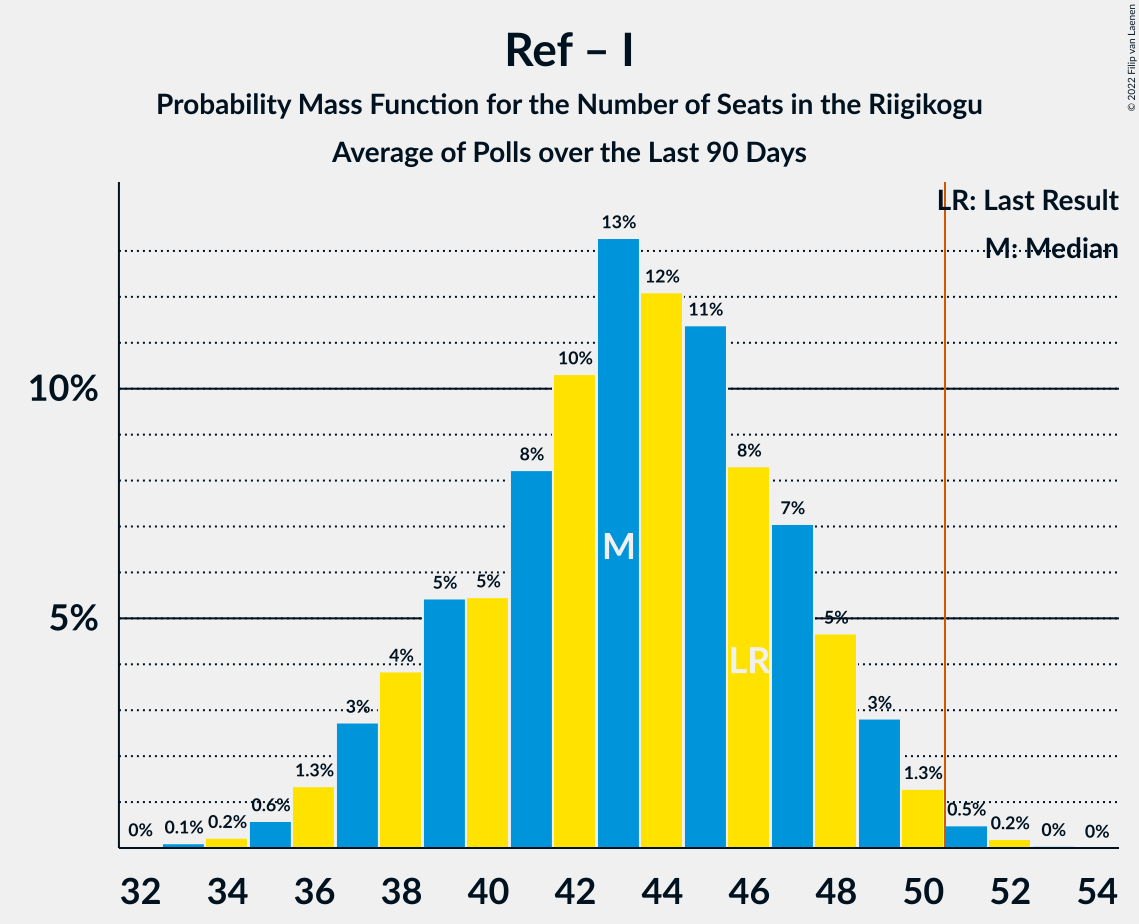 Ref – I
Probability Mass Function for the Number of Seats in the Riigikogu
Average of Polls over the Last 90 Days
© 2022 Filip van Laenen
LR: Last Result
M: Median
10%
5%
0%
0.1%
0.2%
0.6%
1.3%
3%
4%
5%
5%
8%
10%
13%
12%
11%
8%
7%
5%
3%
1.3%
0.5%
0.2%
0%
0%
M
LR
32 34 36 38 40 42 44 46 48 50 52 54